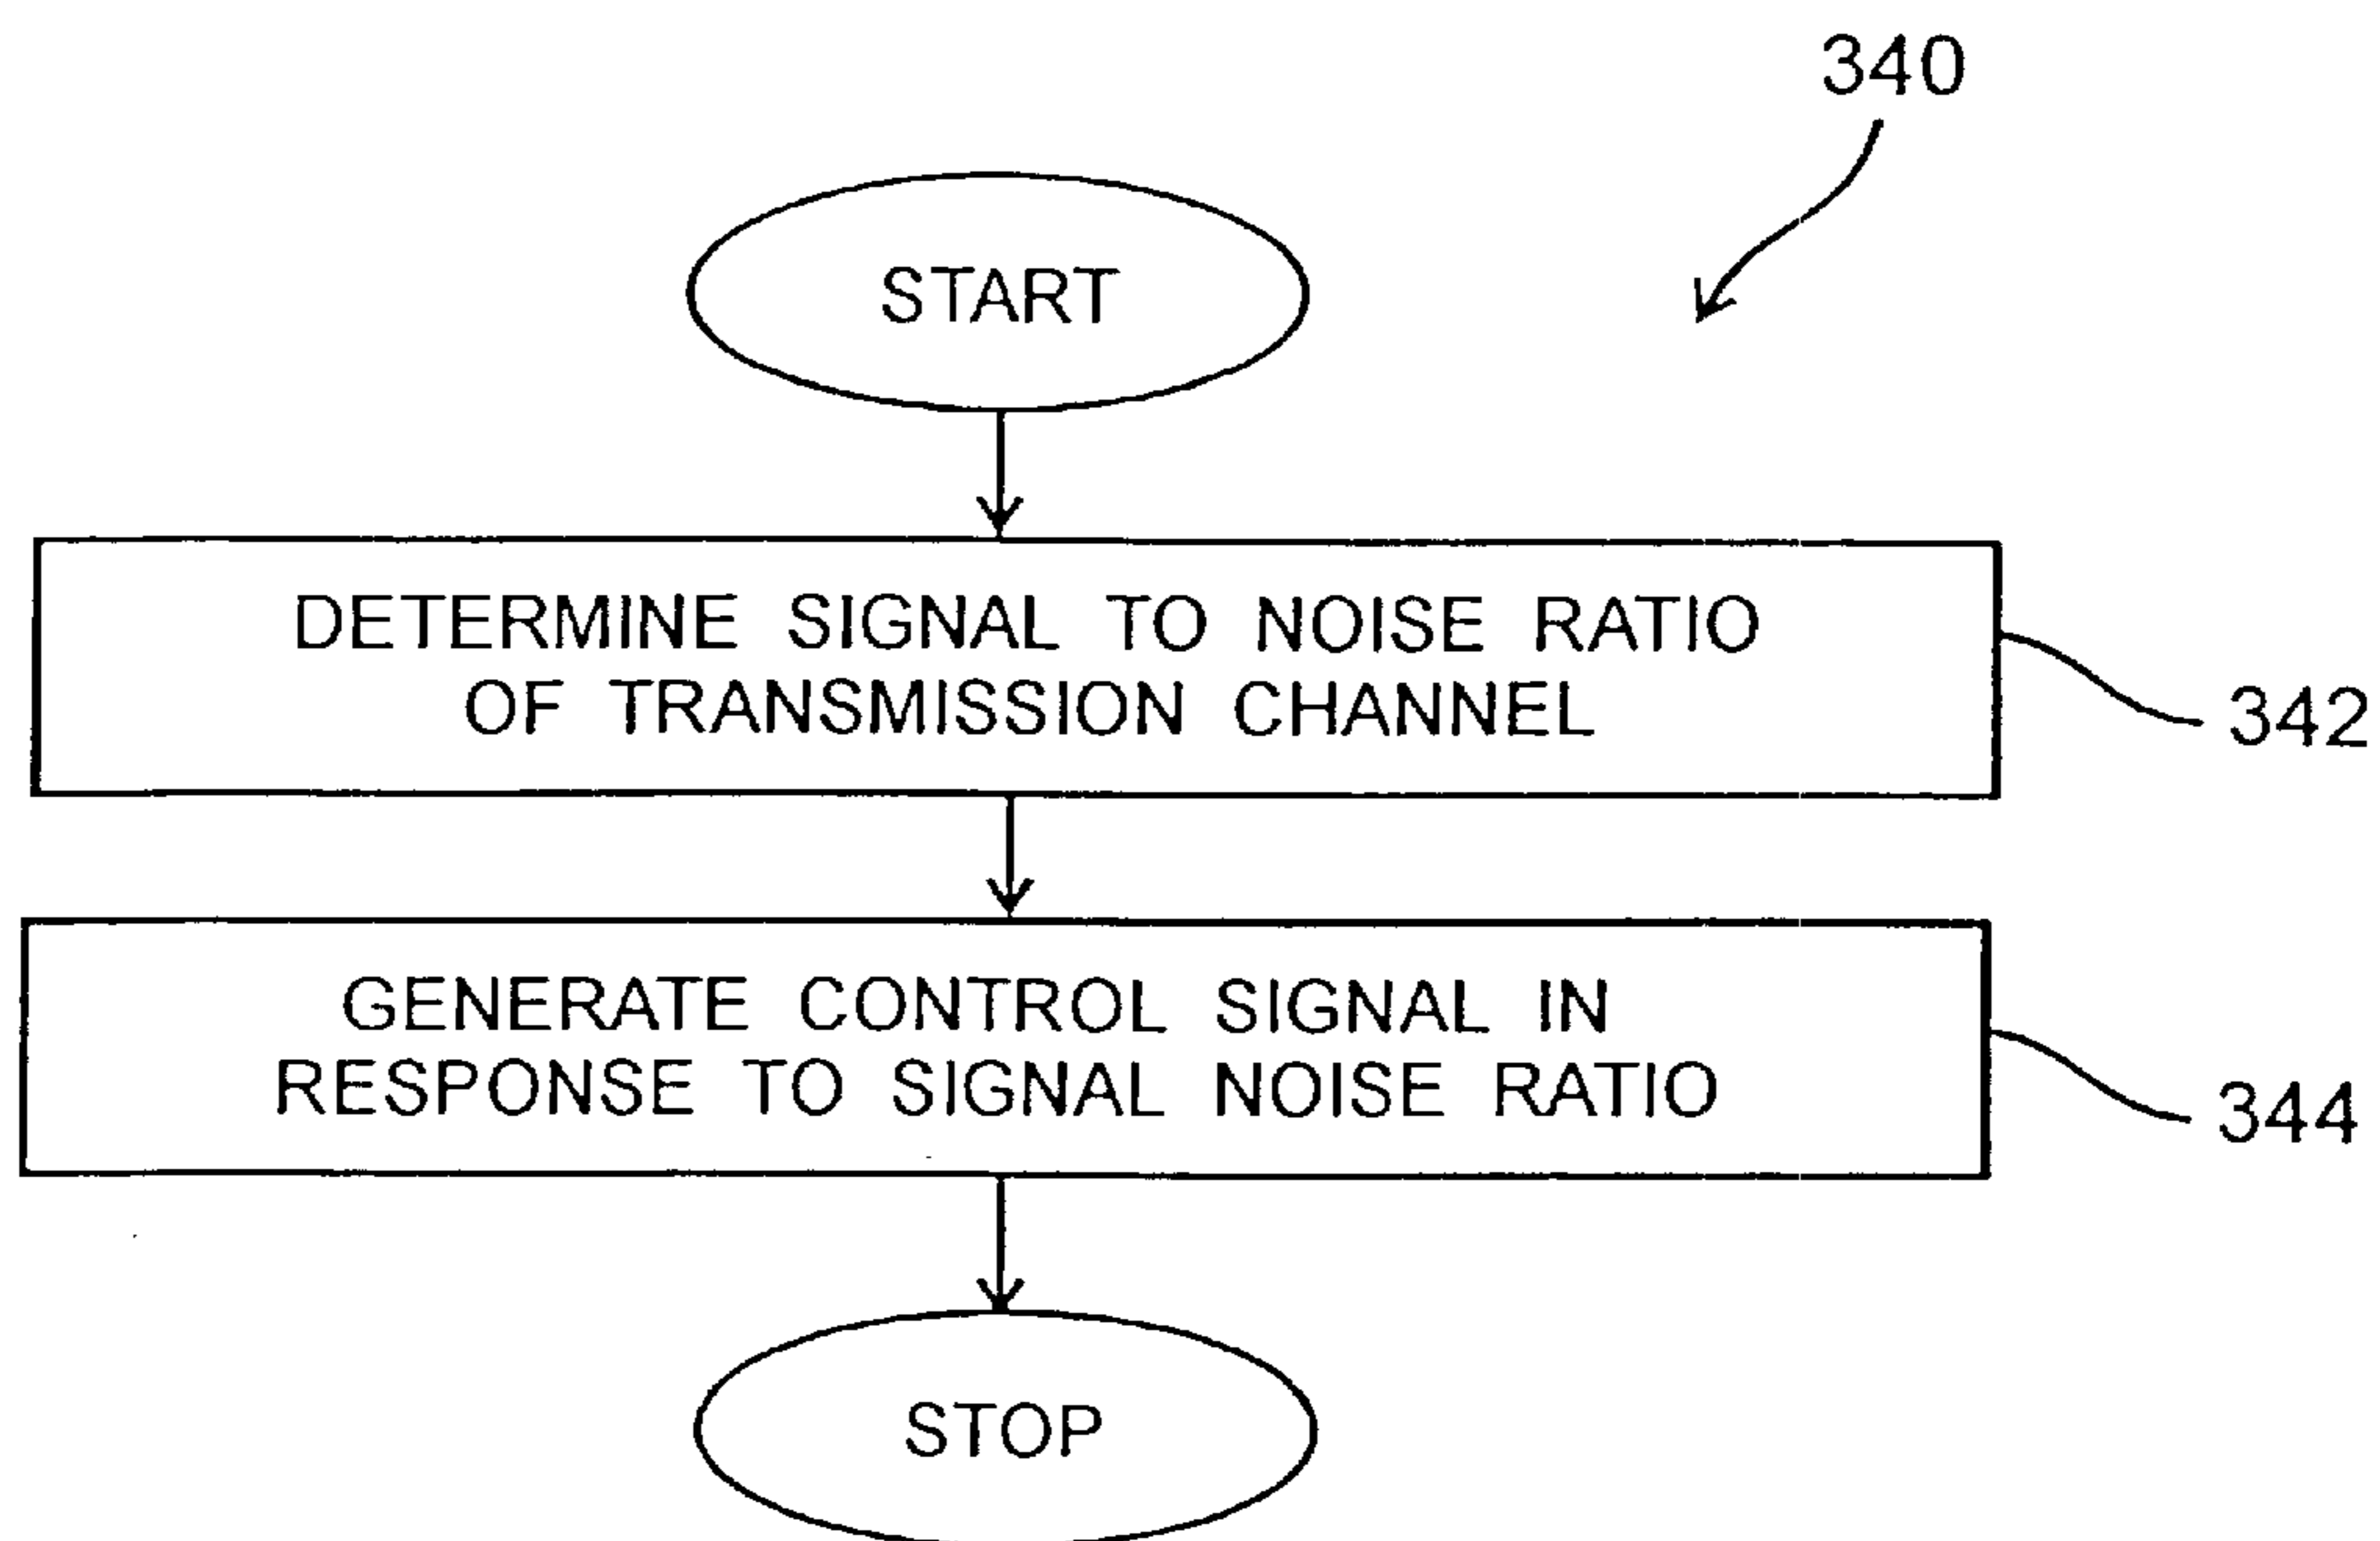 340
START
DETERMINE SIGNAL TO NOISE RATIO
OF TRANSMISSION CHANNEL
342
GENERATE CONTROL SIGNAL IN
RESPONSE TO SIGNAL NOISE RATIO
344
STOP